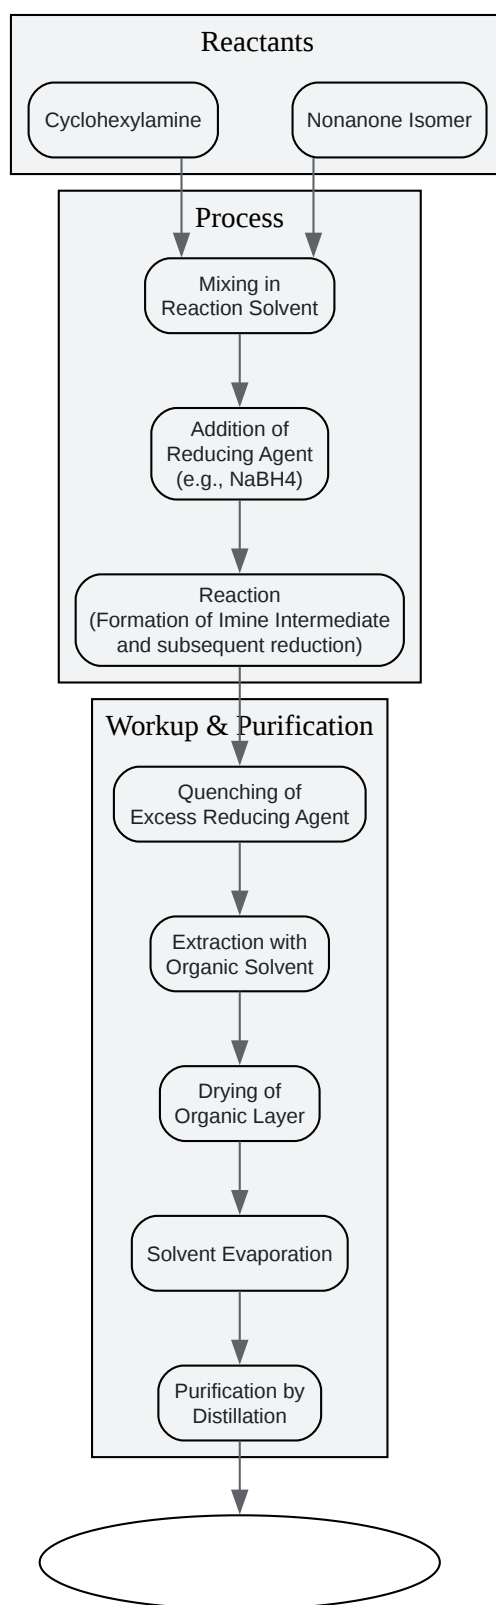 Reactants
Cyclohexylamine
Nonanone Isomer
Process
Mixing in
Reaction Solvent
Addition of
Reducing Agent
(e.g., NaBH4)
Reaction
(Formation of Imine Intermediate
and subsequent reduction)
Workup & Purification
Quenching of
Excess Reducing Agent
Extraction with
Organic Solvent
Drying of
Organic Layer
Solvent Evaporation
Purification by
Distillation